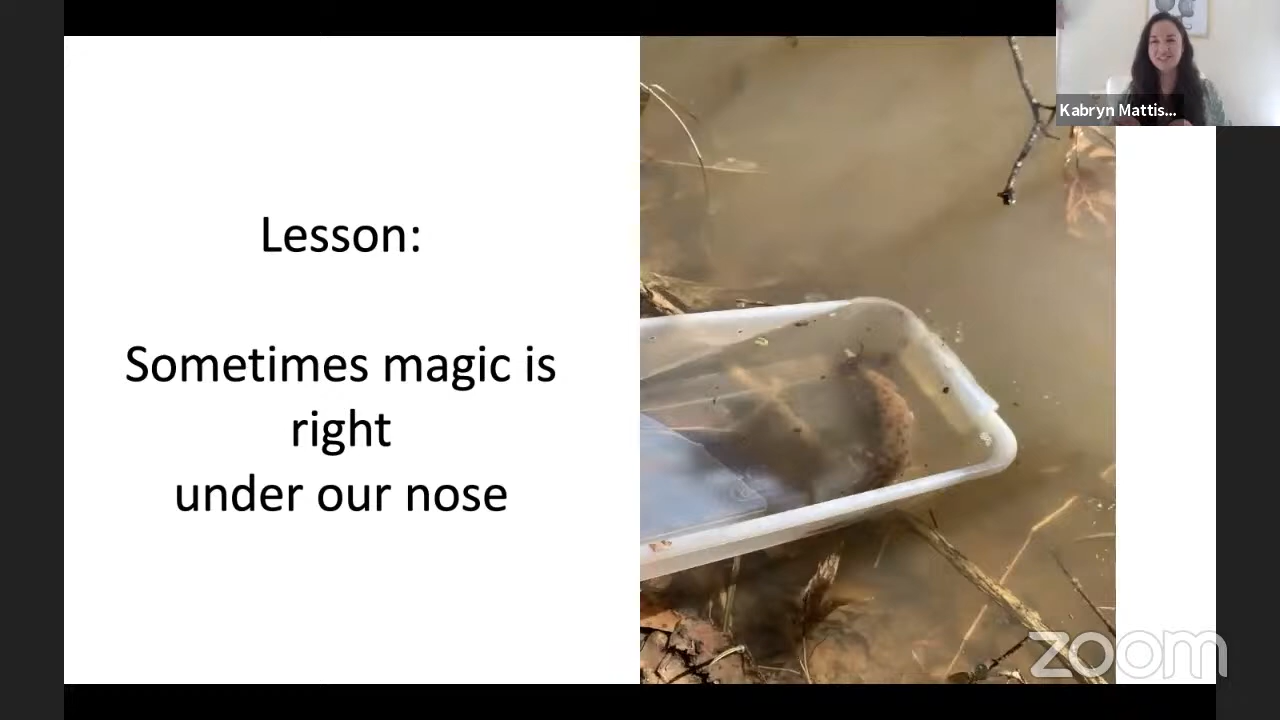 Kabryn Mattis...
Lesson:
Sometimes magic is
right
under our nose
zoom